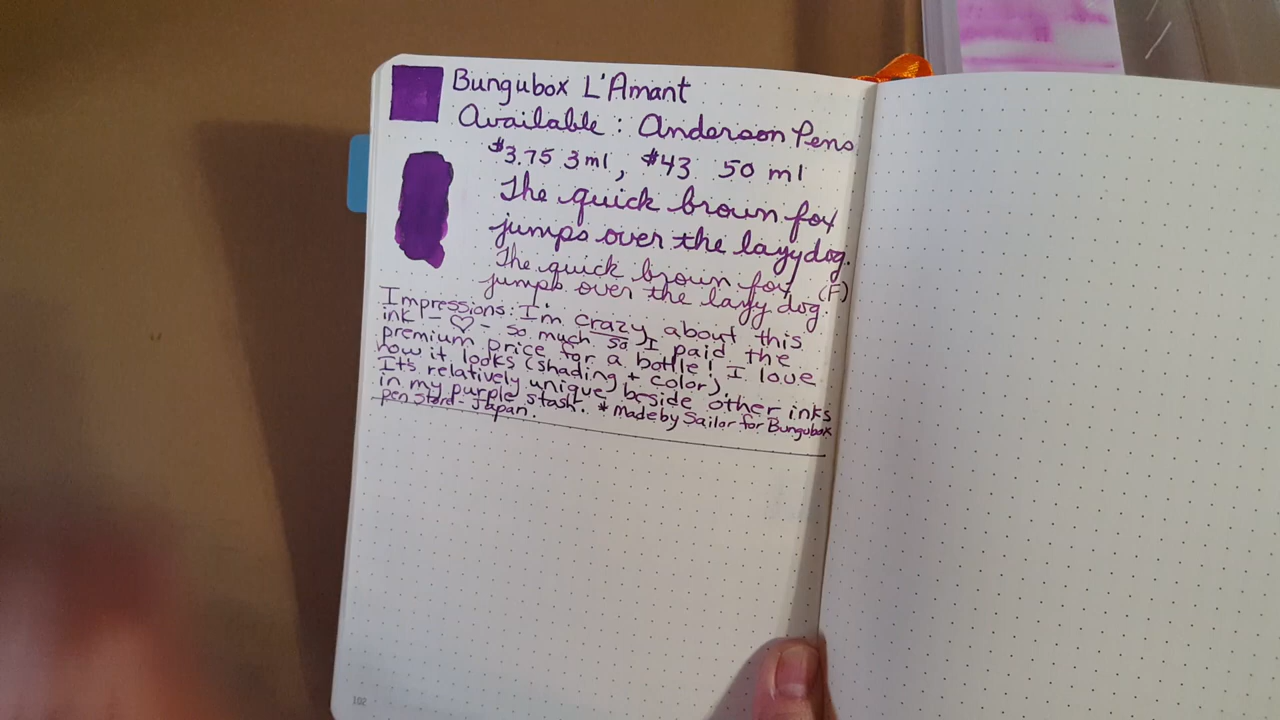 Bungubox L'Amant
Available: Anderson Pens
$3.75 3ml, $43 50 ml
The quick brown fox
jumps over the lazy dog.
The quick brown fox (F)
jumps over the lazy dog.
Impressions: I'm crazy about this
ink - ♡ - so much so I paid the
premium price for a bottle! I love
how it looks (shading + color),
It's relatively unique beside other inks
in my purple stash. * made by Sailor for Bungubox
pen store - Japan.
102